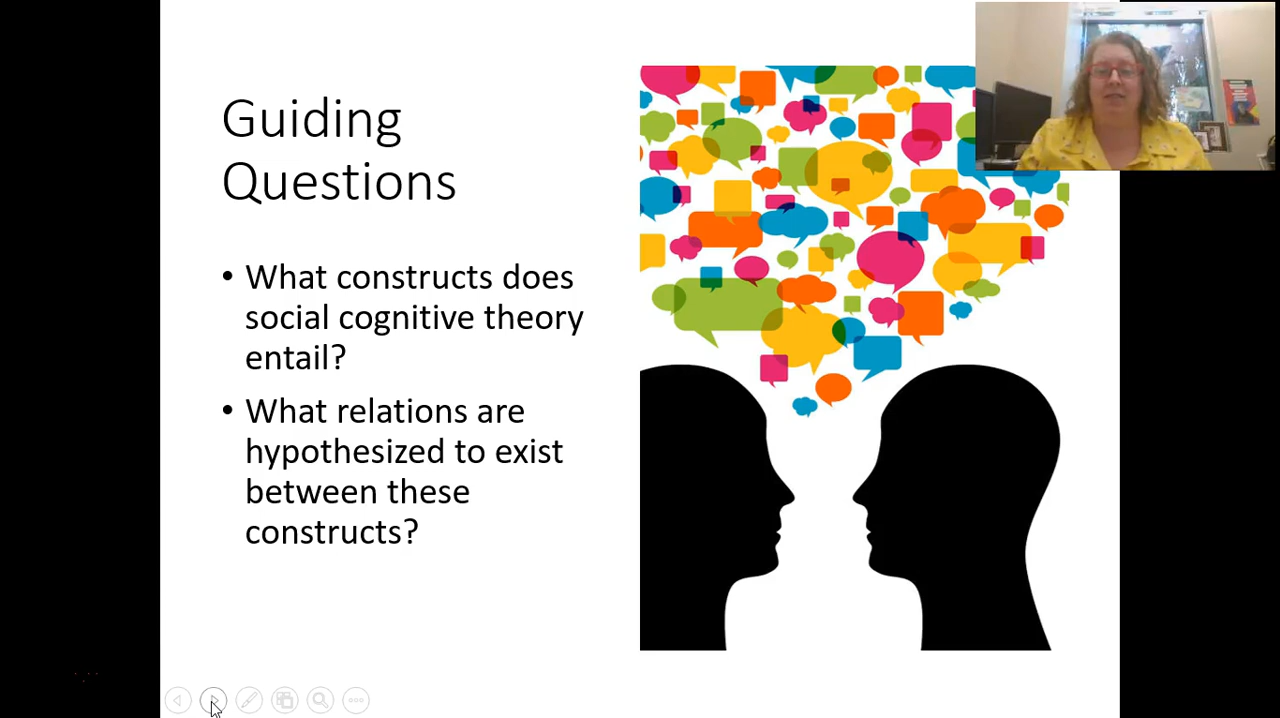 Guiding
Questions
• What constructs does
social cognitive theory
entail?
• What relations are
hypothesized to exist
between these
constructs?